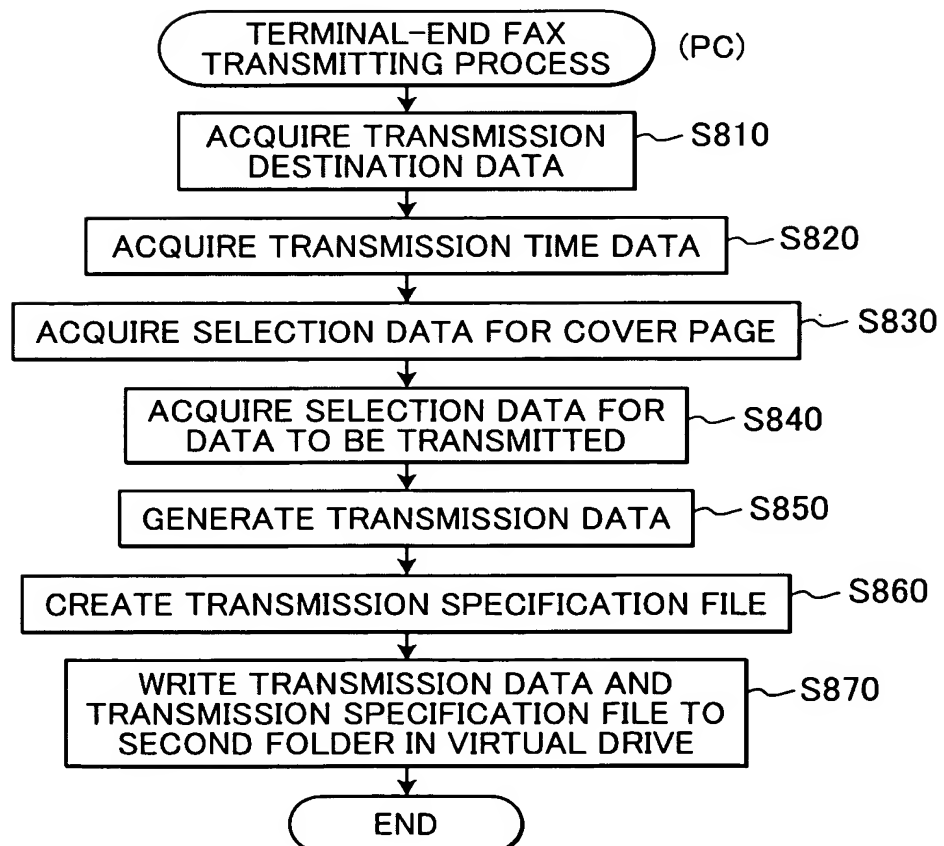 TERMINAL-END FAX
TRANSMITTING PROCESS
(PC)
ACQUIRE TRANSMISSION
DESTINATION DATA
S810
ACQUIRE TRANSMISSION TIME DATA
S820
ACQUIRE SELECTION DATA FOR COVER PAGE
S830
ACQUIRE SELECTION DATA FOR
DATA TO BE TRANSMITTED
S840
GENERATE TRANSMISSION DATA
S850
CREATE TRANSMISSION SPECIFICATION FILE
S860
WRITE TRANSMISSION DATA AND
TRANSMISSION SPECIFICATION FILE TO
SECOND FOLDER IN VIRTUAL DRIVE
S870
END